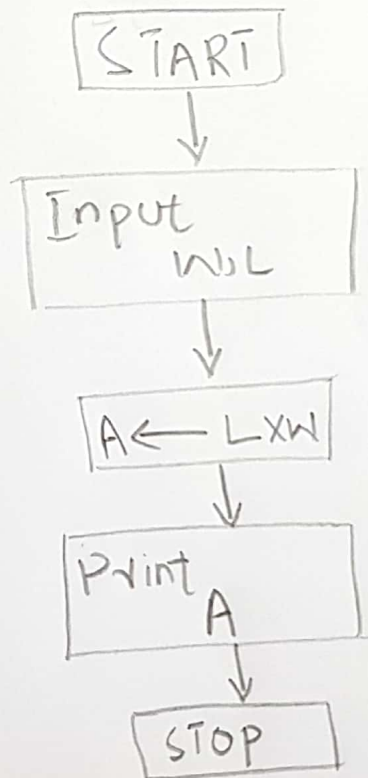 START
Input
W,L
A ← L×W
Print
A
STOP